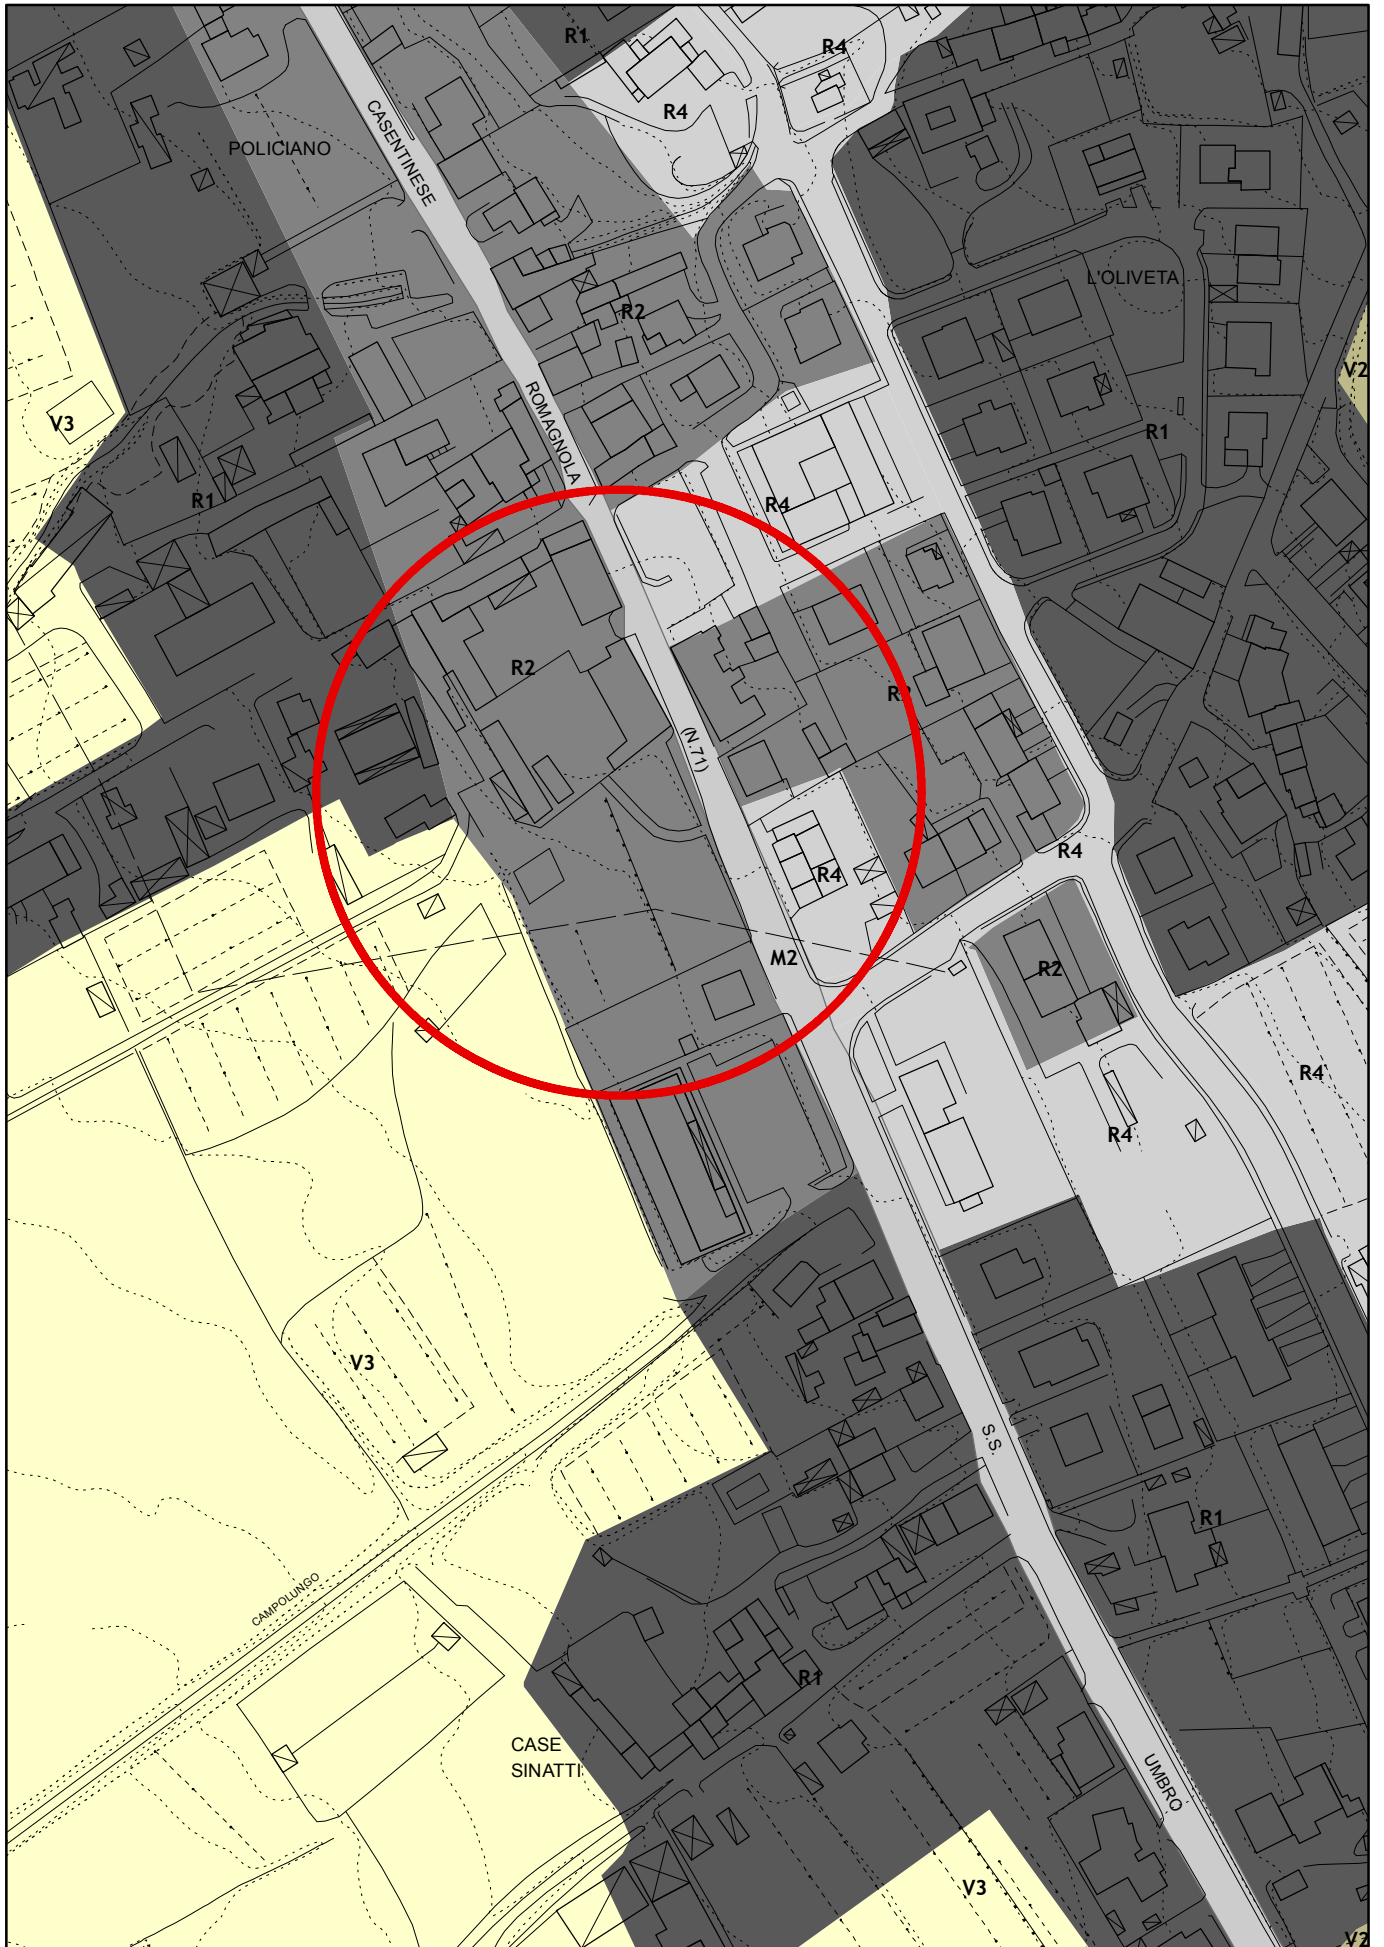 R1
R4
R4
CASENTINESE
POLICIANO
L'OLIVETA
R2
V2
V3
ROMAGNOLA
R1
R1
R4
R2
R2
(N.71)
R4
R4
M2
R2
R4
R4
V3
S.S.
R1
CAMPOLUNGO
R1
CASE
SINATTI
UMBRO
V3
V2